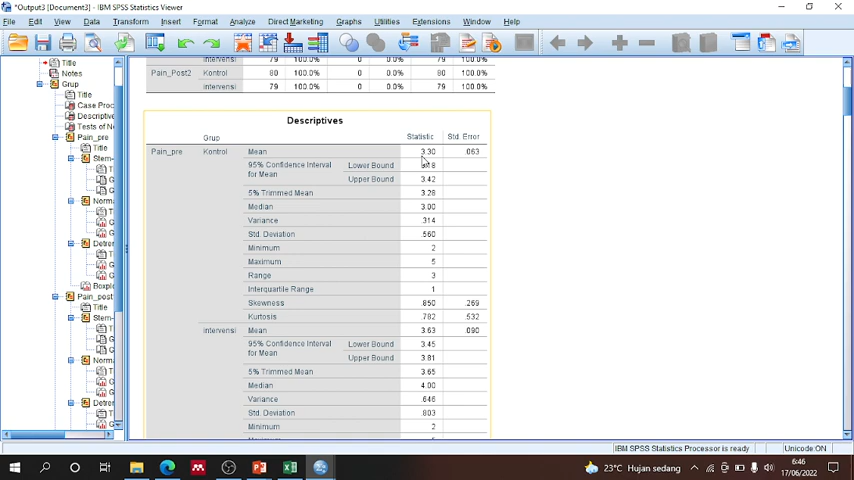 *Output3 [Document3] - IBM SPSS Statistics Viewer
File Edit View Data Transform Insert Format Analyze Direct Marketing Graphs Utilities Extensions Window Help
Title
Notes
Grup
Title
Case Proc
Descriptive
Tests of No
Pain_pre
Title
Stem-
T
G
G
Norma
T
G
G
Detren
T
G
G
Boxplo
Pain_post
Title
Stem-
T
G
G
Norma
T
G
G
Detren
T
G
intervensi 79 100.0% 0 0.0% 79 100.0%
Pain_Post2 Kontrol 80 100.0% 0 0.0% 80 100.0%
intervensi 79 100.0% 0 0.0% 79 100.0%
Descriptives
Grup Statistic Std. Error
Pain_pre Kontrol Mean 3.30 .063
95% Confidence Interval for Mean Lower Bound
Upper Bound 3.42
5% Trimmed Mean 3.28
Median 3.00
Variance .314
Std. Deviation .560
Minimum 2
Maximum 5
Range 3
Interquartile Range 1
Skewness .850 .269
Kurtosis .782 .532
intervensi Mean 3.63 .090
95% Confidence Interval for Mean Lower Bound 3.45
Upper Bound 3.81
5% Trimmed Mean 3.65
Median 4.00
Variance .646
Std. Deviation .803
Minimum 2
IBM SPSS Statistics Processor is ready Unicode:ON
23°C Hujan sedang 6:46
17/06/2022